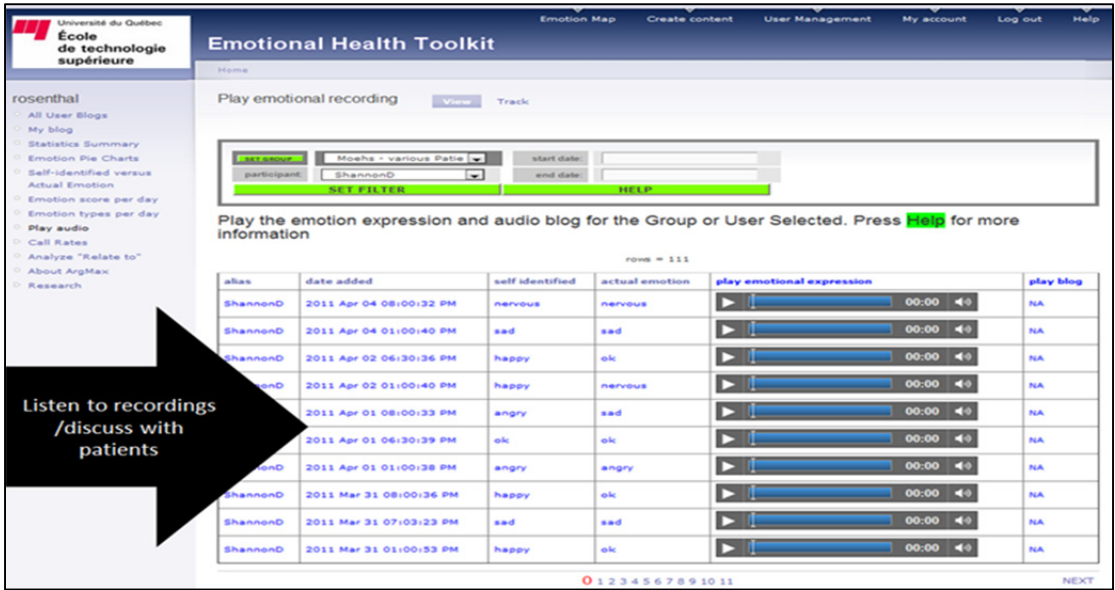 Université du Québec
École
de technologie
supérieure
Emotion Map Create content User Management My account Log out Help
Emotional Health Toolkit
Home
rosenthal
All User Blogs
My blog
Statistics Summary
Emotion Pie Charts
Self-identified versus
Actual Emotion
Emotion score per day
Emotion types per day
Play audio
Call Rates
Analyze "Relate to"
About ArgMax
Research
Listen to recordings
/discuss with
patients
Play emotional recording View Track
SET GROUP Moehs - various Patie start date:
participant: ShannonD end date:
SET FILTER HELP
Play the emotion expression and audio blog for the Group or User Selected. Press Help for more
information
rows = 111
alias date added self identified actual emotion play emotional expression play blog
ShannonD 2011 Apr 04 08:00:32 PM nervous nervous 00:00 NA
ShannonD 2011 Apr 04 01:00:40 PM sad sad 00:00 NA
ShannonD 2011 Apr 02 06:30:36 PM happy ok 00:00 NA
onD 2011 Apr 02 01:00:40 PM happy nervous 00:00 NA
2011 Apr 01 08:00:33 PM angry sad 00:00 NA
2011 Apr 01 06:30:39 PM ok ok 00:00 NA
onD 2011 Apr 01 01:00:38 PM angry angry 00:00 NA
ShannonD 2011 Mar 31 08:00:36 PM happy ok 00:00 NA
ShannonD 2011 Mar 31 07:03:23 PM sad sad 00:00 NA
ShannonD 2011 Mar 31 01:00:53 PM happy ok 00:00 NA
0 1 2 3 4 5 6 7 8 9 10 11 NEXT